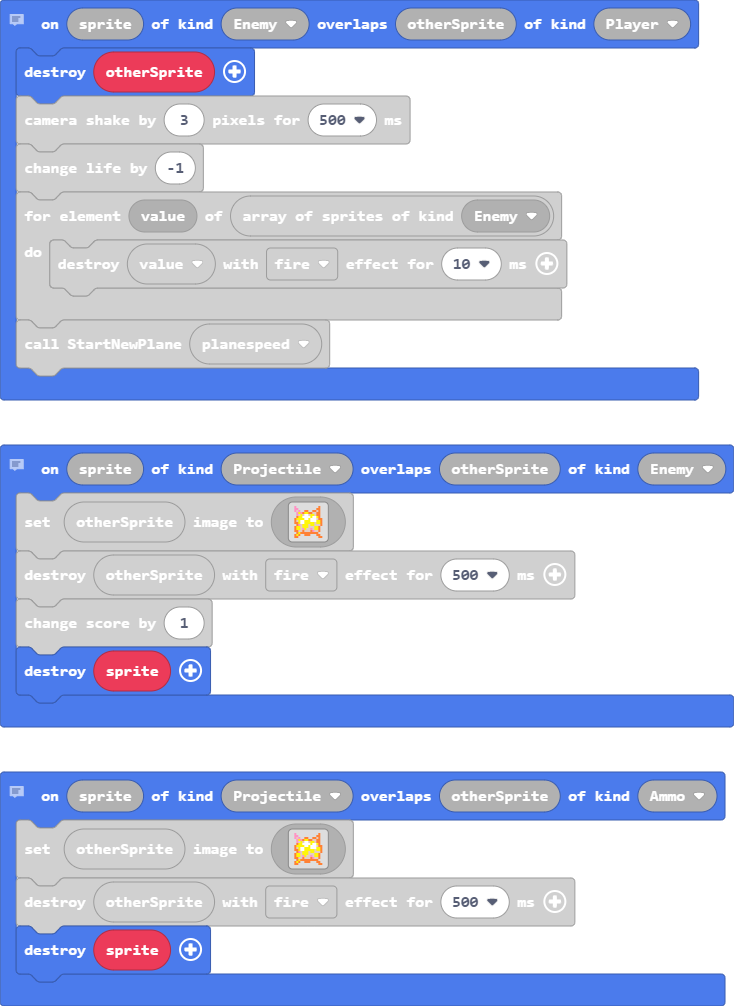 on sprite of kind Enemy overlaps otherSprite of kind Player
destroy otherSprite
camera shake by 3 pixels for 500 ms
change life by -1
for element value of array of sprites of kind Enemy
do
destroy value with fire effect for 10 ms
call StartNewPlane planespeed
on sprite of kind Projectile overlaps otherSprite of kind Enemy
set otherSprite image to
destroy otherSprite with fire effect for 500 ms
change score by 1
destroy sprite
on sprite of kind Projectile overlaps otherSprite of kind Ammo
set otherSprite image to
destroy otherSprite with fire effect for 500 ms
destroy sprite